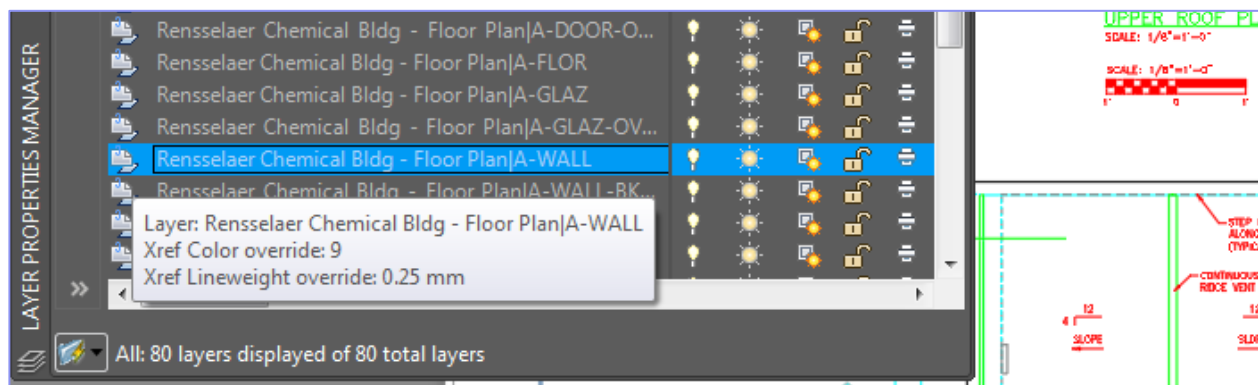 LAYER PROPERTIES MANAGER
Rensselaer Chemical Bldg - Floor Plan|A-DOOR-O...
Rensselaer Chemical Bldg - Floor Plan|A-FLOR
Rensselaer Chemical Bldg - Floor Plan|A-GLAZ
Rensselaer Chemical Bldg - Floor Plan|A-GLAZ-OV...
Rensselaer Chemical Bldg - Floor Plan|A-WALL
Rensselaer Chemical Bldg - Floor Plan|A-WALL-BK...
Layer: Rensselaer Chemical Bldg - Floor Plan|A-WALL
Xref Color override: 9
Xref Lineweight override: 0.25 mm
All: 80 layers displayed of 80 total layers
UPPER ROOF PL
SCALE: 1/8"=1'-0"
SCALE: 1/8"=1'-0"
STEP
ALONG
(TYPIC
CONTINUOUS
RIDGE VENT
12
4
SLOPE
12
SLO